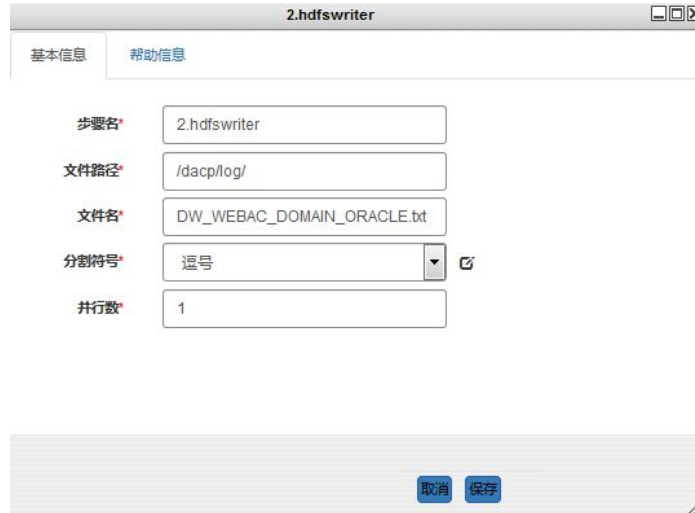 2.hdfswriter
基本信息 帮助信息
步骤名* 2.hdfswriter
文件路径* /dacp/log/
文件名* DW_WEBAC_DOMAIN_ORACLE.txt
分割符号* 逗号
并行数* 1
取消 保存